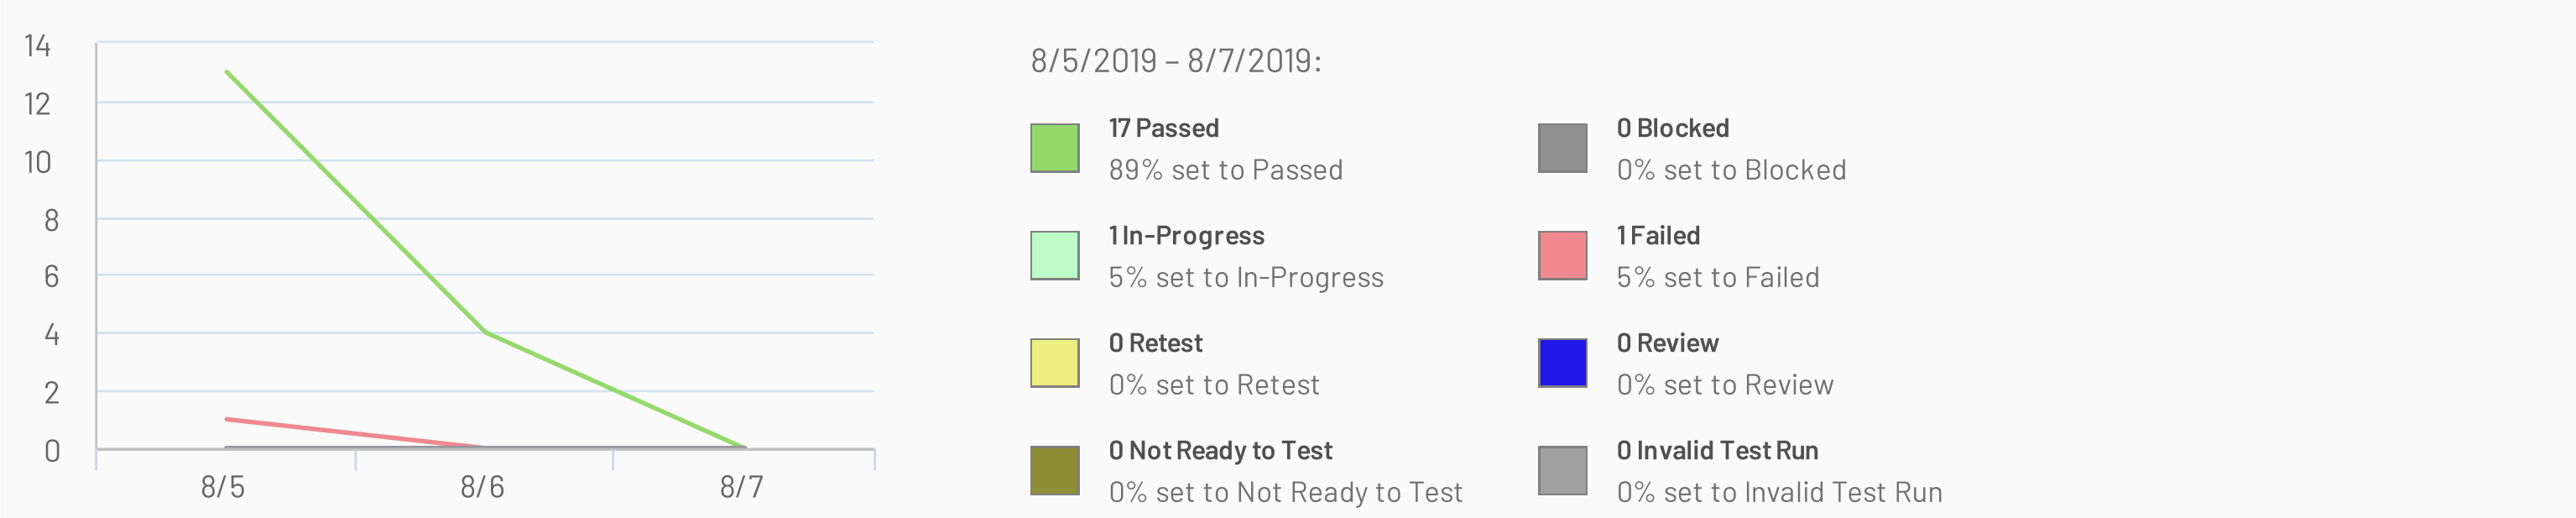 14
12
10
8
6
4
2
0
8/5
8/6
8/7
8/5/2019 – 8/7/2019:
17 Passed
89% set to Passed
0 Blocked
0% set to Blocked
1 In-Progress
5% set to In-Progress
1 Failed
5% set to Failed
0 Retest
0% set to Retest
0 Review
0% set to Review
0 Not Ready to Test
0% set to Not Ready to Test
0 Invalid Test Run
0% set to Invalid Test Run